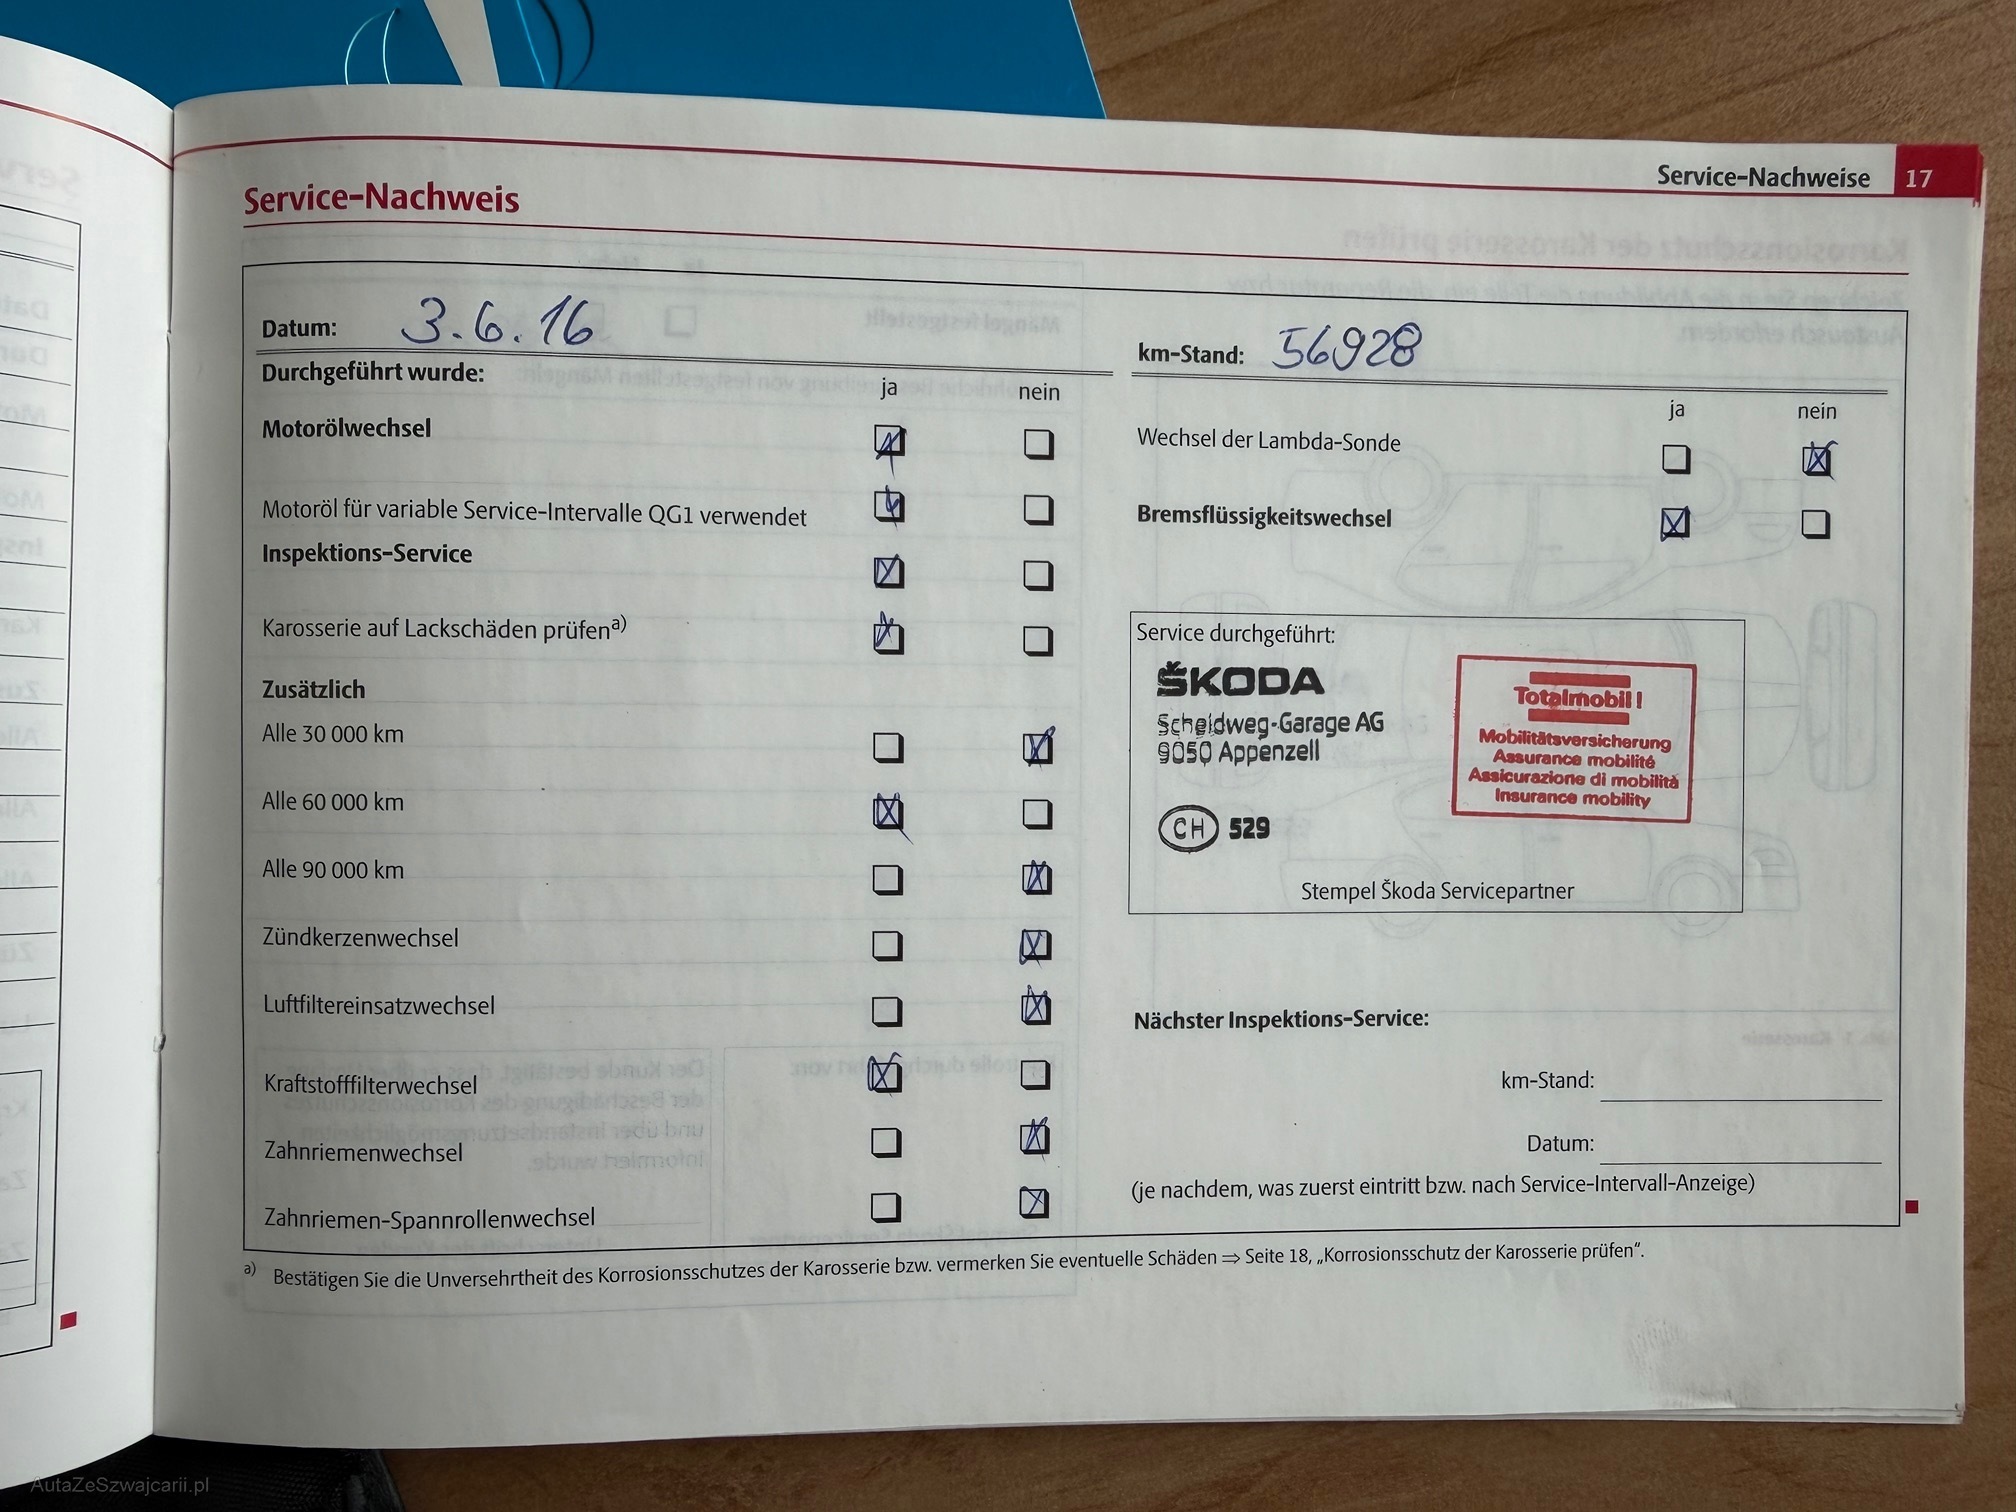 Service-Nachweise 17
Service-Nachweis
Datum: 3.6.16
km-Stand: 56928
Durchgeführt wurde:
ja nein
ja nein
Motorölwechsel
Wechsel der Lambda-Sonde
Motoröl für variable Service-Intervalle QG1 verwendet
Bremsflüssigkeitswechsel
Inspektions-Service
Karosserie auf Lackschäden prüfen a)
Zusätzlich
Alle 30 000 km
Alle 60 000 km
Alle 90 000 km
Zündkerzenwechsel
Luftfiltereinsatzwechsel
Kraftstofffilterwechsel
Zahnriemenwechsel
Zahnriemen-Spannrollenwechsel
Service durchgeführt:
ŠKODA
Scheidweg-Garage AG
9050 Appenzell
CH 529
Totalmobil!
Mobilitätsversicherung
Assurance mobilité
Assicurazione di mobilità
Insurance mobility
Stempel Škoda Servicepartner
Nächster Inspektions-Service:
km-Stand:
Datum:
(je nachdem, was zuerst eintritt bzw. nach Service-Intervall-Anzeige)
a) Bestätigen Sie die Unversehrtheit des Korrosionsschutzes der Karosserie bzw. vermerken Sie eventuelle Schäden ⇒ Seite 18, „Korrosionsschutz der Karosserie prüfen“.
AutaZeSzwajcarii.pl